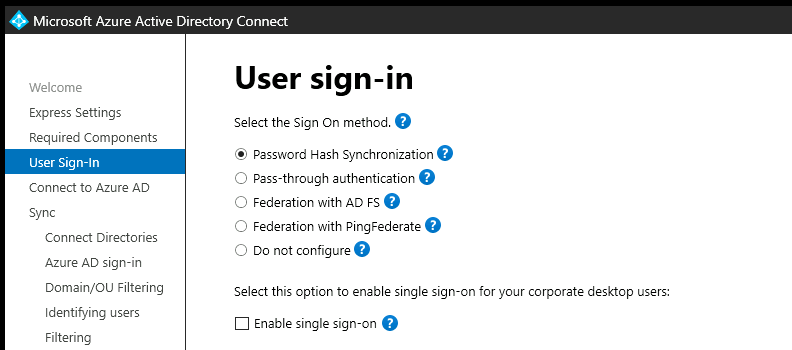 Microsoft Azure Active Directory Connect
Welcome
Express Settings
Required Components
User Sign-In
Connect to Azure AD
Sync
Connect Directories
Azure AD sign-in
Domain/OU Filtering
Identifying users
Filtering
User sign-in
Select the Sign On method. ?
Password Hash Synchronization ?
Pass-through authentication ?
Federation with AD FS ?
Federation with PingFederate ?
Do not configure ?
Select this option to enable single sign-on for your corporate desktop users:
Enable single sign-on ?